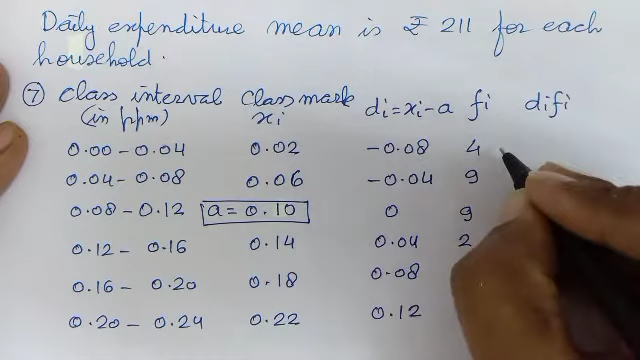 Daily expenditure mean is ₹ 211 for each
household.
⑦ Class interval Class mark dᵢ = xᵢ - a fᵢ dᵢfᵢ
(in ppm) xᵢ
0.00 - 0.04 0.02 -0.08 4
0.04 - 0.08 0.06 -0.04 9
0.08 - 0.12 a = 0.10 0 9
0.12 - 0.16 0.14 0.04 2
0.16 - 0.20 0.18 0.08
0.20 - 0.24 0.22 0.12